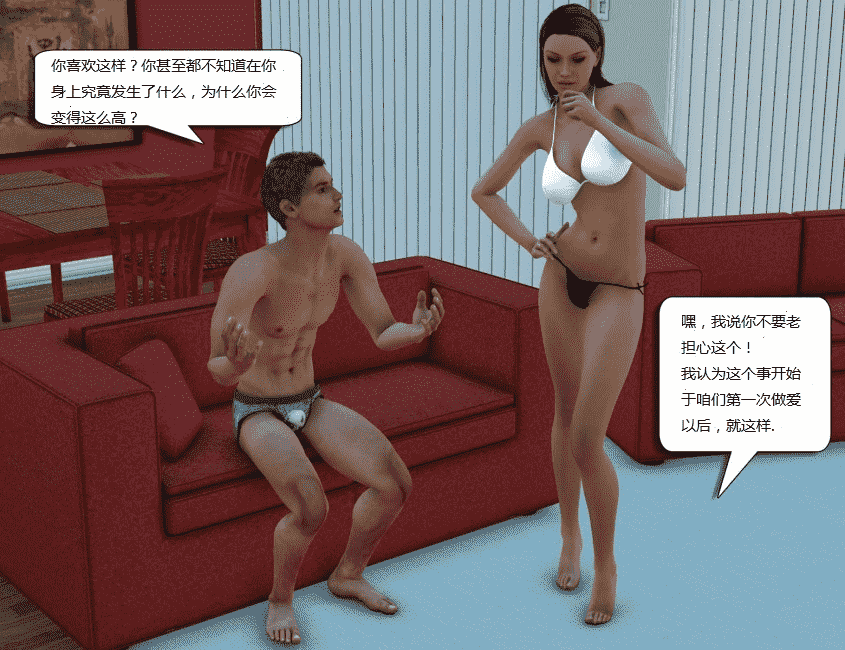 你喜欢这样？你甚至都不知道在你
身上究竟发生了什么，为什么你会
变得这么高？
嘿，我说你不要老
担心这个！
我认为这个事开始
于咱们第一次做爱
以后，就这样.